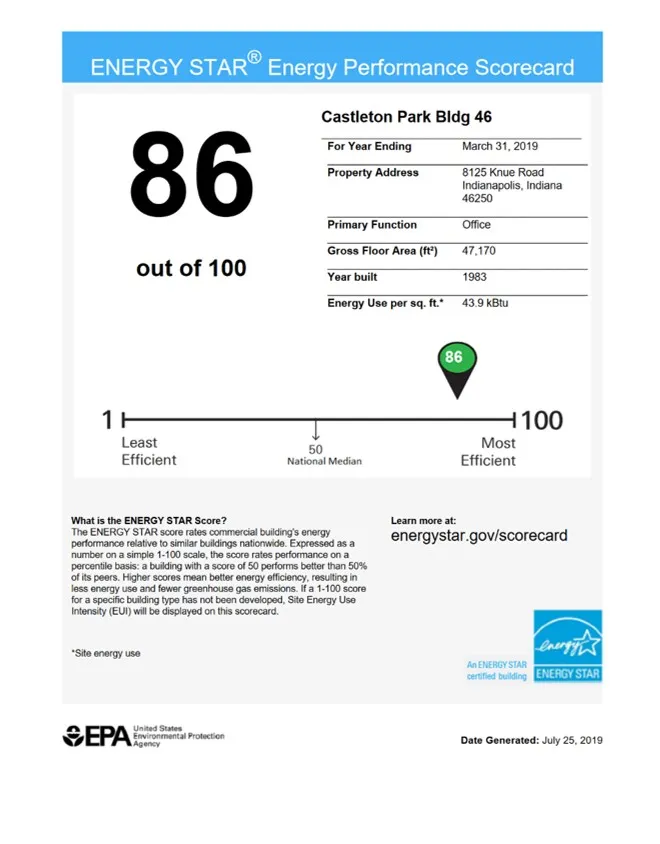 ENERGY STAR® Energy Performance Scorecard
86
out of 100
Castleton Park Bldg 46
For Year Ending March 31, 2019
Property Address 8125 Knue Road
Indianapolis, Indiana
46250
Primary Function Office
Gross Floor Area (ft²) 47,170
Year built 1983
Energy Use per sq. ft.* 43.9 kBtu
86
1 100
Least
Efficient
50
National Median
Most
Efficient
What is the ENERGY STAR Score?
The ENERGY STAR score rates commercial building's energy
performance relative to similar buildings nationwide. Expressed as a
number on a simple 1-100 scale, the score rates performance on a
percentile basis: a building with a score of 50 performs better than 50%
of its peers. Higher scores mean better energy efficiency, resulting in
less energy use and fewer greenhouse gas emissions. If a 1-100 score
for a specific building type has not been developed, Site Energy Use
Intensity (EUI) will be displayed on this scorecard.
*Site energy use
Learn more at:
energystar.gov/scorecard
An ENERGY STAR
certified building
energy
ENERGY STAR
EPA United States
Environmental Protection
Agency
Date Generated: July 25, 2019